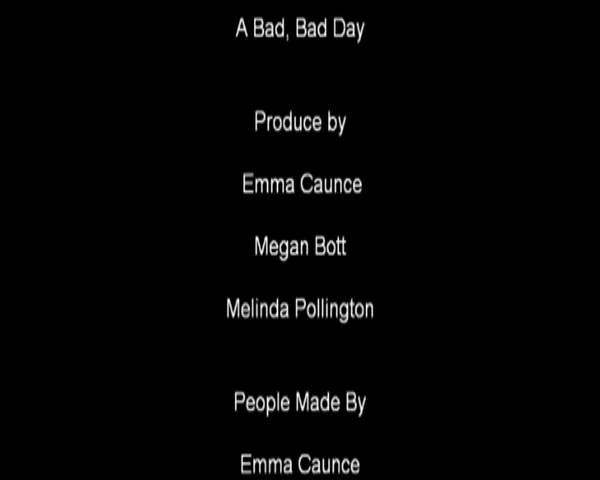 A Bad, Bad Day
Produce by
Emma Caunce
Megan Bott
Melinda Pollington
People Made By
Emma Caunce